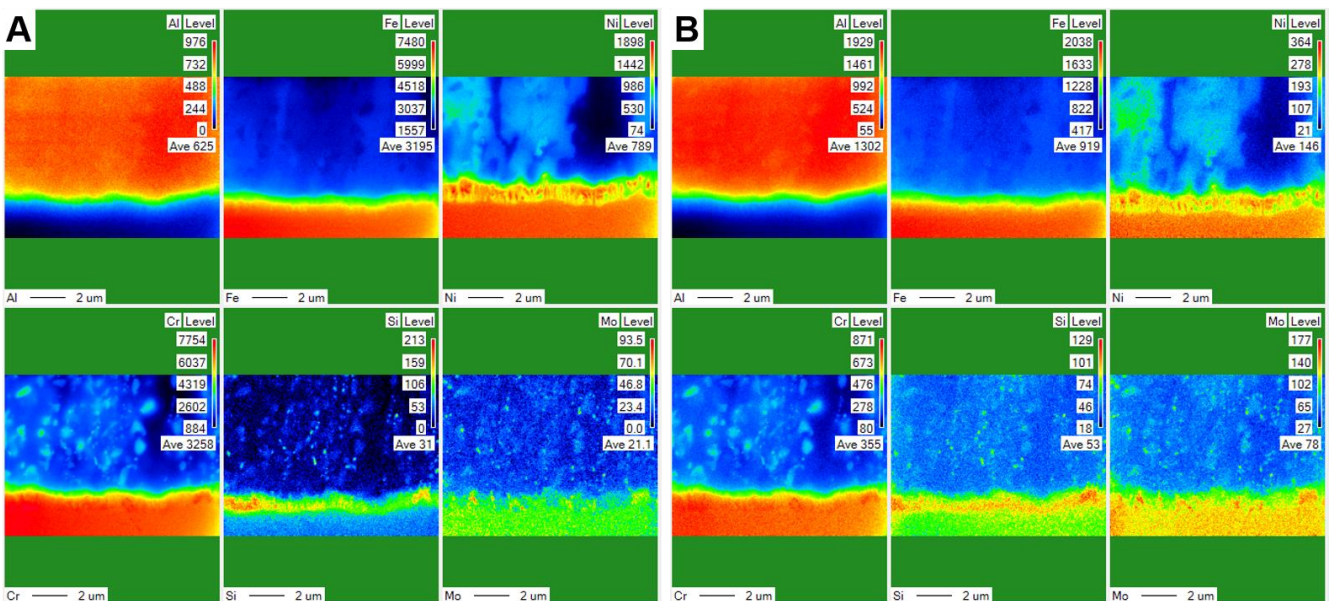 A
Al Level
976
732
488
244
0
Ave 625
Al 2 um
Fe Level
7480
5999
4518
3037
1557
Ave 3195
Fe 2 um
Ni Level
1898
1442
986
530
74
Ave 789
Ni 2 um
Cr Level
7754
6037
4319
2602
884
Ave 3258
Cr 2 um
Si Level
213
159
106
53
0
Ave 31
Si 2 um
Mo Level
93.5
70.1
46.8
23.4
0.0
Ave 21.1
Mo 2 um
B
Al Level
1929
1461
992
524
55
Ave 1302
Al 2 um
Fe Level
2038
1633
1228
822
417
Ave 919
Fe 2 um
Ni Level
364
278
193
107
21
Ave 146
Ni 2 um
Cr Level
871
673
476
278
80
Ave 355
Cr 2 um
Si Level
129
101
74
46
18
Ave 53
Si 2 um
Mo Level
177
140
102
65
27
Ave 78
Mo 2 um